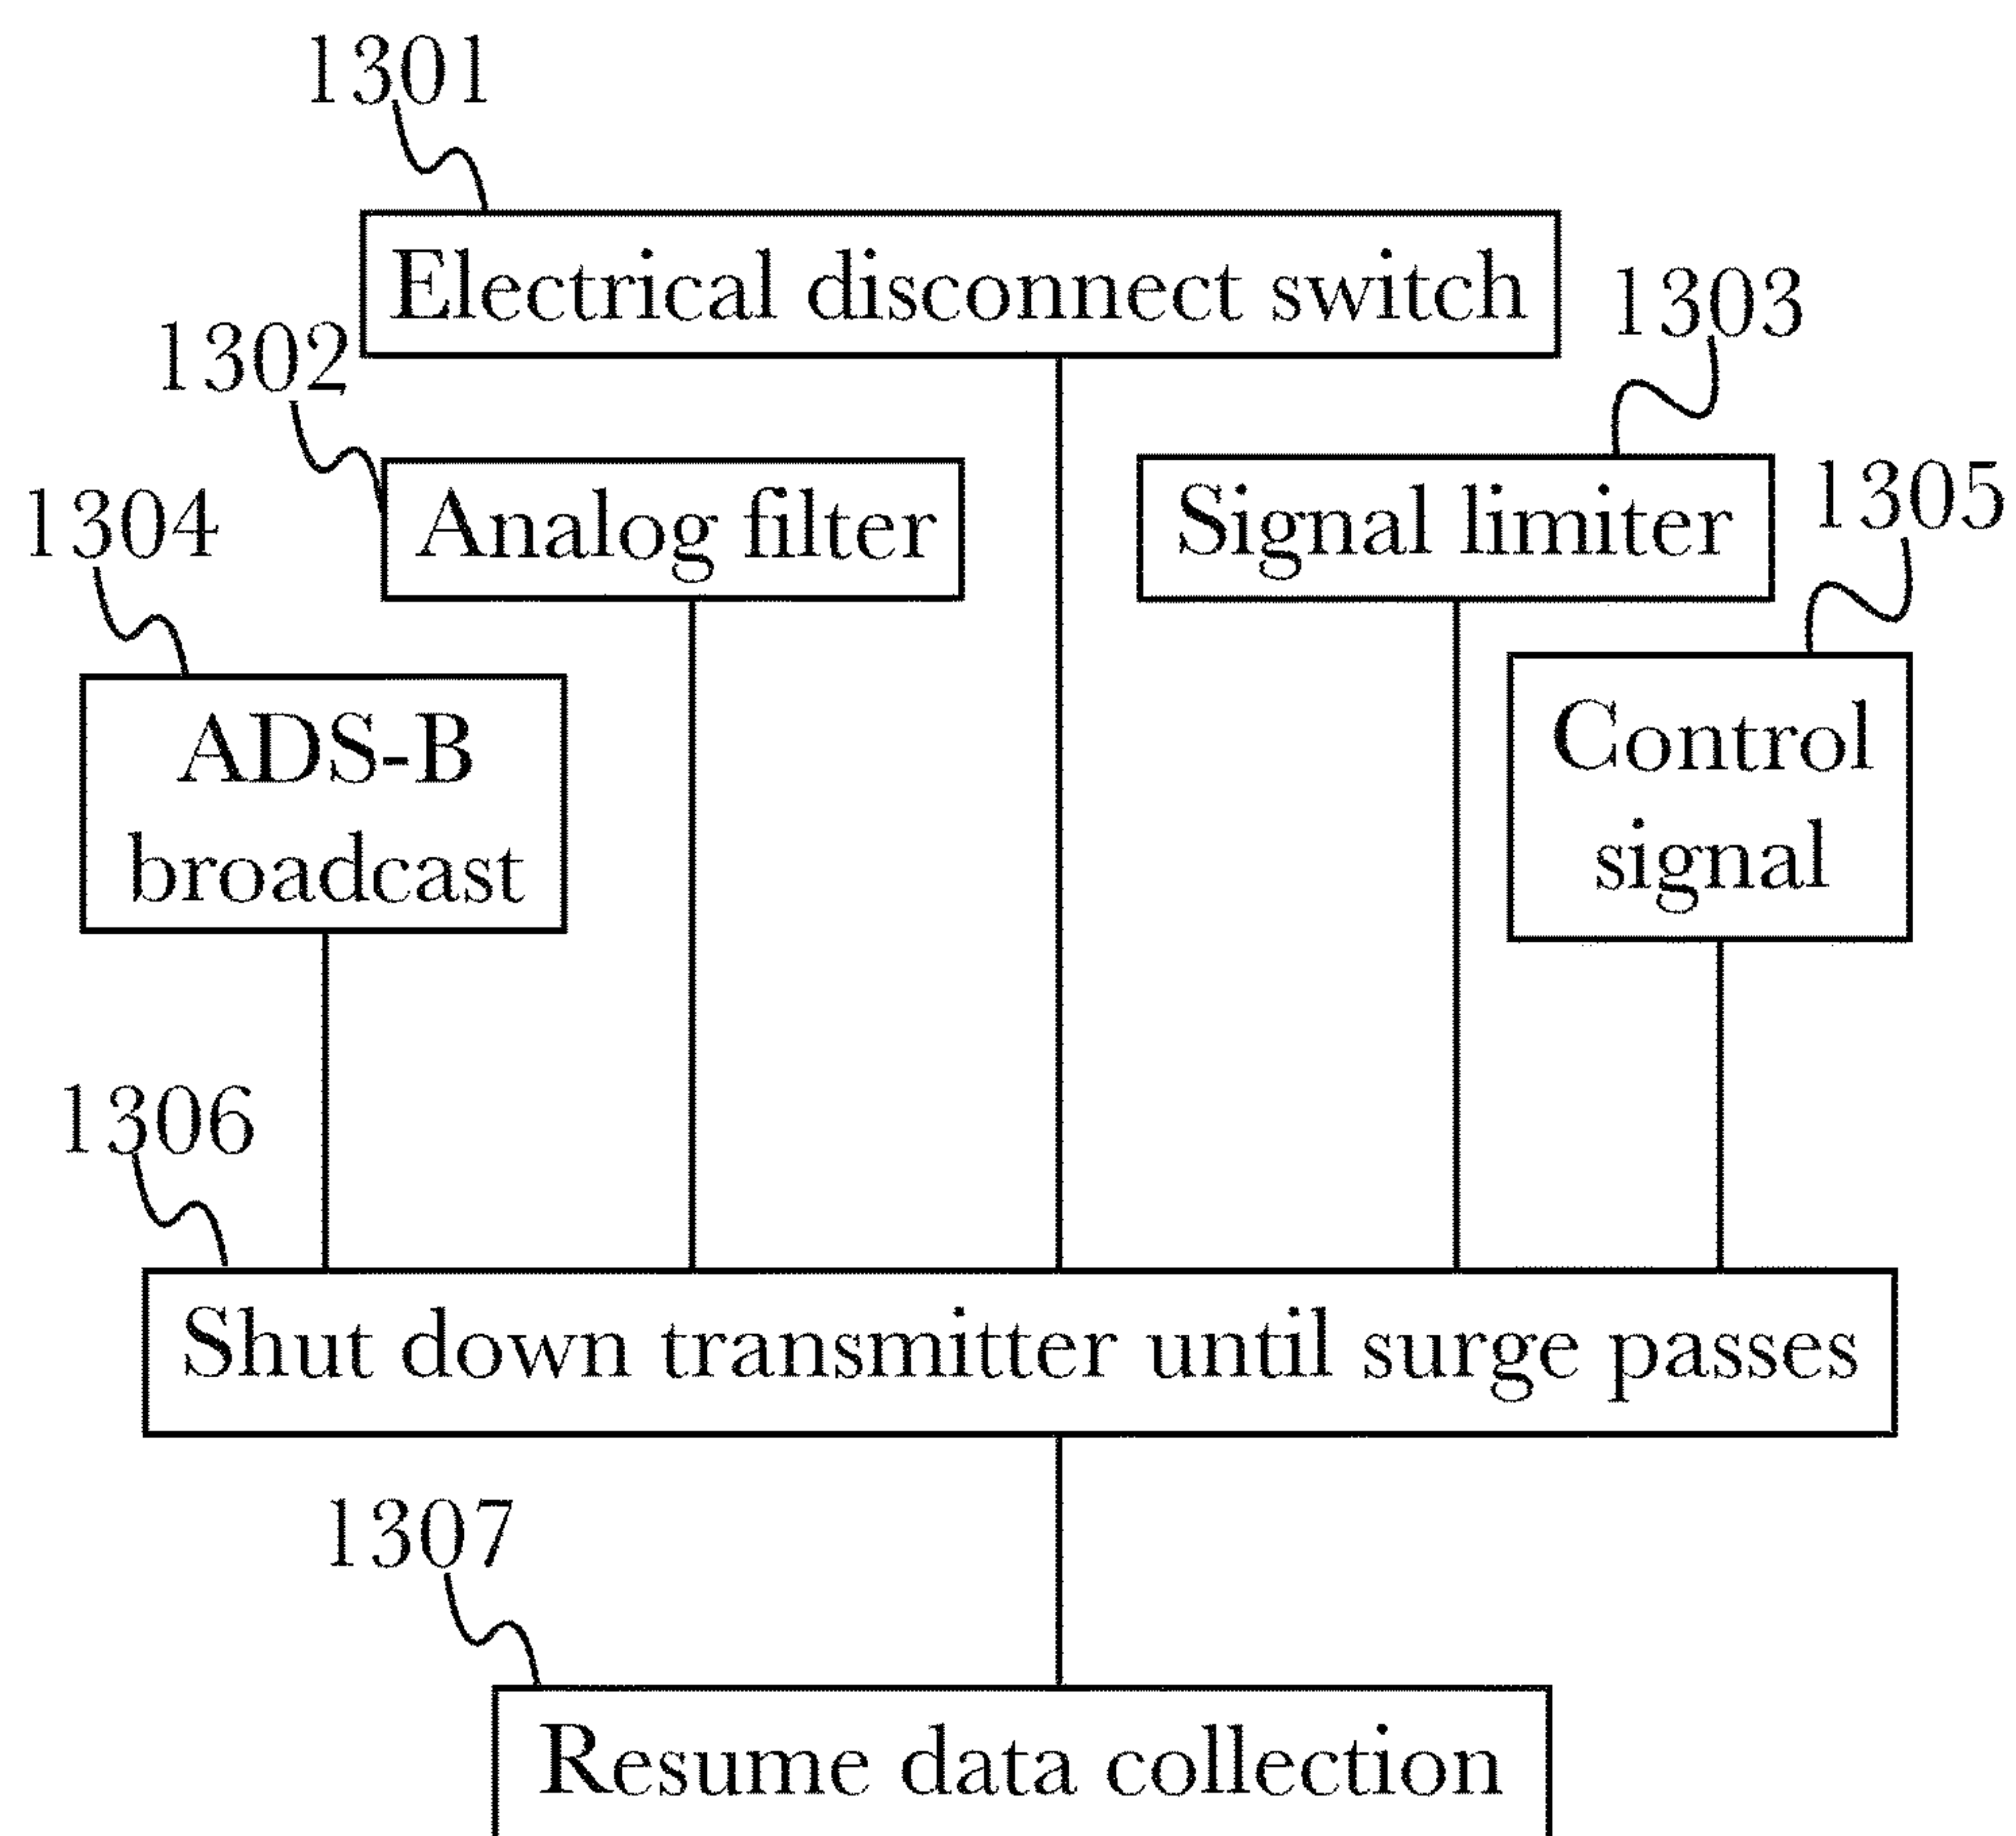 1301
Electrical disconnect switch
1303
1302
Analog filter
Signal limiter
1305
1304
ADS-B
broadcast
Control
signal
1306
Shut down transmitter until surge passes
1307
Resume data collection